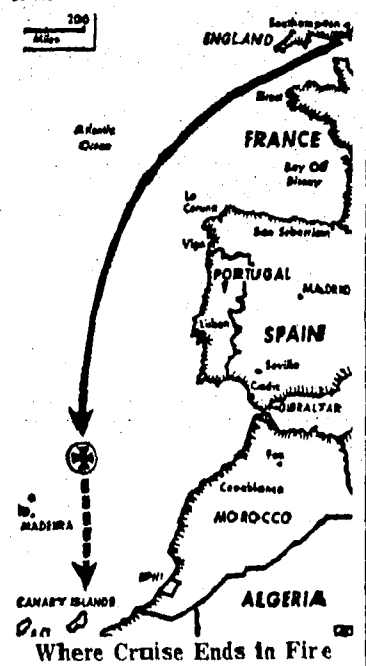 200
Miles
Southampton
ENGLAND
Brest
Atlantic
Ocean
FRANCE
Bay Of
Biscay
La
Coruna
San Sebastian
Vigo
PORTUGAL
MADRID
Lisbon
SPAIN
Seville
Cadiz
GIBRALTAR
Fez
Casablanca
MADEIRA
MOROCCO
IFNI
CANARY ISLANDS
ALGERIA
Where Cruise Ends in Fire